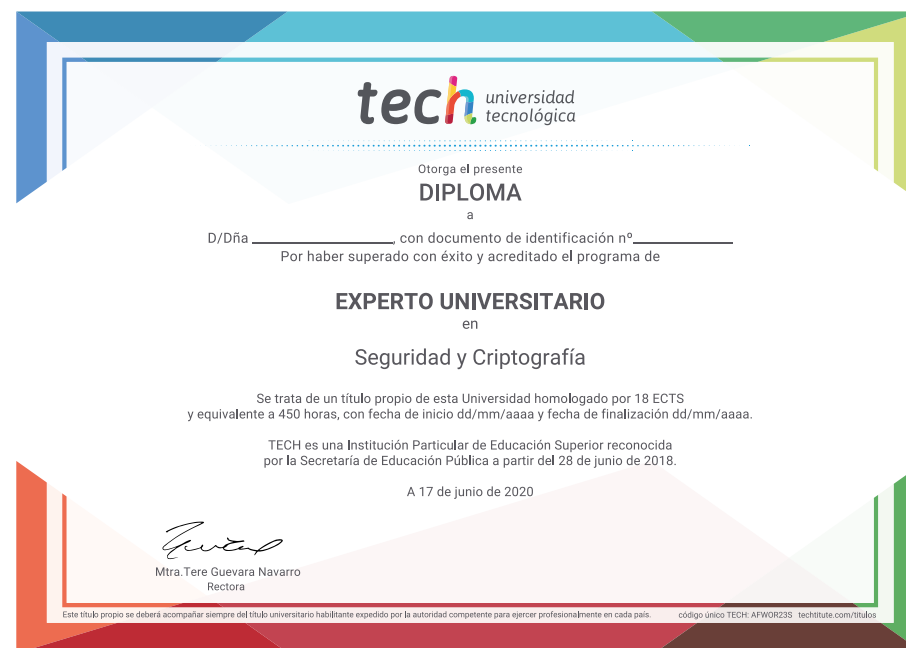 tech universidad
tecnológica
Otorga el presente
DIPLOMA
a
D/Dña ____________________, con documento de identificación nº______________
Por haber superado con éxito y acreditado el programa de
EXPERTO UNIVERSITARIO
en
Seguridad y Criptografía
Se trata de un título propio de esta Universidad homologado por 18 ECTS
y equivalente a 450 horas, con fecha de inicio dd/mm/aaaa y fecha de finalización dd/mm/aaaa.
TECH es una Institución Particular de Educación Superior reconocida
por la Secretaría de Educación Pública a partir del 28 de junio de 2018.
A 17 de junio de 2020
Mtra.Tere Guevara Navarro
Rectora
Este título propio se deberá acompañar siempre del título universitario habilitante expedido por la autoridad competente para ejercer profesionalmente en cada país. código único TECH: AFWOR23S techtitute.com/títulos